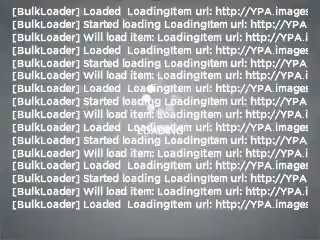 [BulkLoader] Loaded  LoadingItem url: http://YPA.images
[BulkLoader] Started loading LoadingItem url: http://YPA
[BulkLoader] Will load item: LoadingItem url: http://YPA.i
[BulkLoader] Loaded  LoadingItem url: http://YPA.images
[BulkLoader] Started loading LoadingItem url: http://YPA
[BulkLoader] Will load item: LoadingItem url: http://YPA.i
[BulkLoader] Loaded  LoadingItem url: http://YPA.images
[BulkLoader] Started loading LoadingItem url: http://YPA
[BulkLoader] Will load item: LoadingItem url: http://YPA.i
[BulkLoader] Loaded  LoadingItem url: http://YPA.images
LOADING
[BulkLoader] Started loading LoadingItem url: http://YPA
[BulkLoader] Will load item: LoadingItem url: http://YPA.i
[BulkLoader] Loaded  LoadingItem url: http://YPA.images
[BulkLoader] Started loading LoadingItem url: http://YPA
[BulkLoader] Will load item: LoadingItem url: http://YPA.i
[BulkLoader] Loaded  LoadingItem url: http://YPA.images